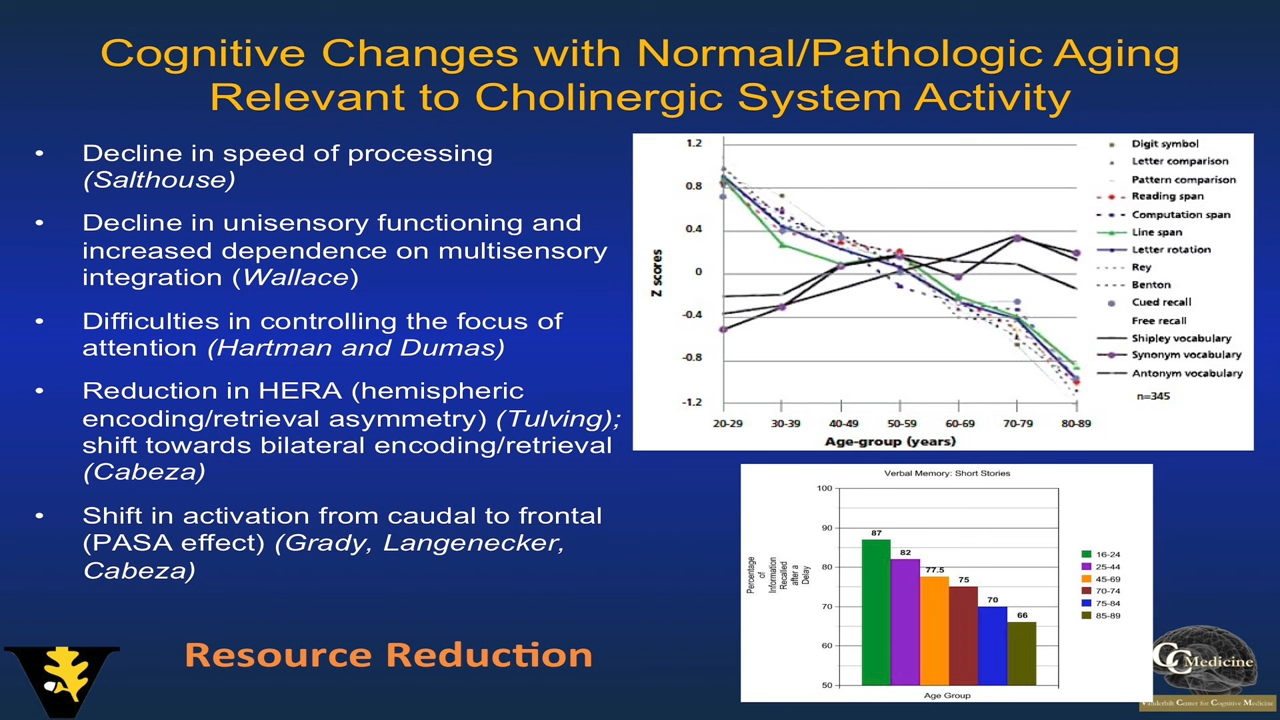 Cognitive Changes with Normal/Pathologic Aging
Relevant to Cholinergic System Activity
• Decline in speed of processing
(Salthouse)
• Decline in unisensory functioning and
increased dependence on multisensory
integration (Wallace)
• Difficulties in controlling the focus of
attention (Hartman and Dumas)
• Reduction in HERA (hemispheric
encoding/retrieval asymmetry) (Tulving);
shift towards bilateral encoding/retrieval
(Cabeza)
• Shift in activation from caudal to frontal
(PASA effect) (Grady, Langenecker,
Cabeza)
Resource Reduction
1.2
0.8
0.4
0
-0.4
-0.8
-1.2
Z scores
20-29 30-39 40-49 50-59 60-69 70-79 80-89
Age-group (years)
Digit symbol
Letter comparison
Pattern comparison
Reading span
Computation span
Line span
Letter rotation
Rey
Benton
Cued recall
Free recall
Shipley vocabulary
Synonym vocabulary
Antonym vocabulary
n=345
Verbal Memory: Short Stories
100
90
80
70
60
50
Percentage
of
Information
Recalled
after a
Delay
87
82
77.5
75
70
66
Age Group
16-24
25-44
45-69
70-74
75-84
85-89
CC Medicine
Vanderbilt Center for Cognitive Medicine